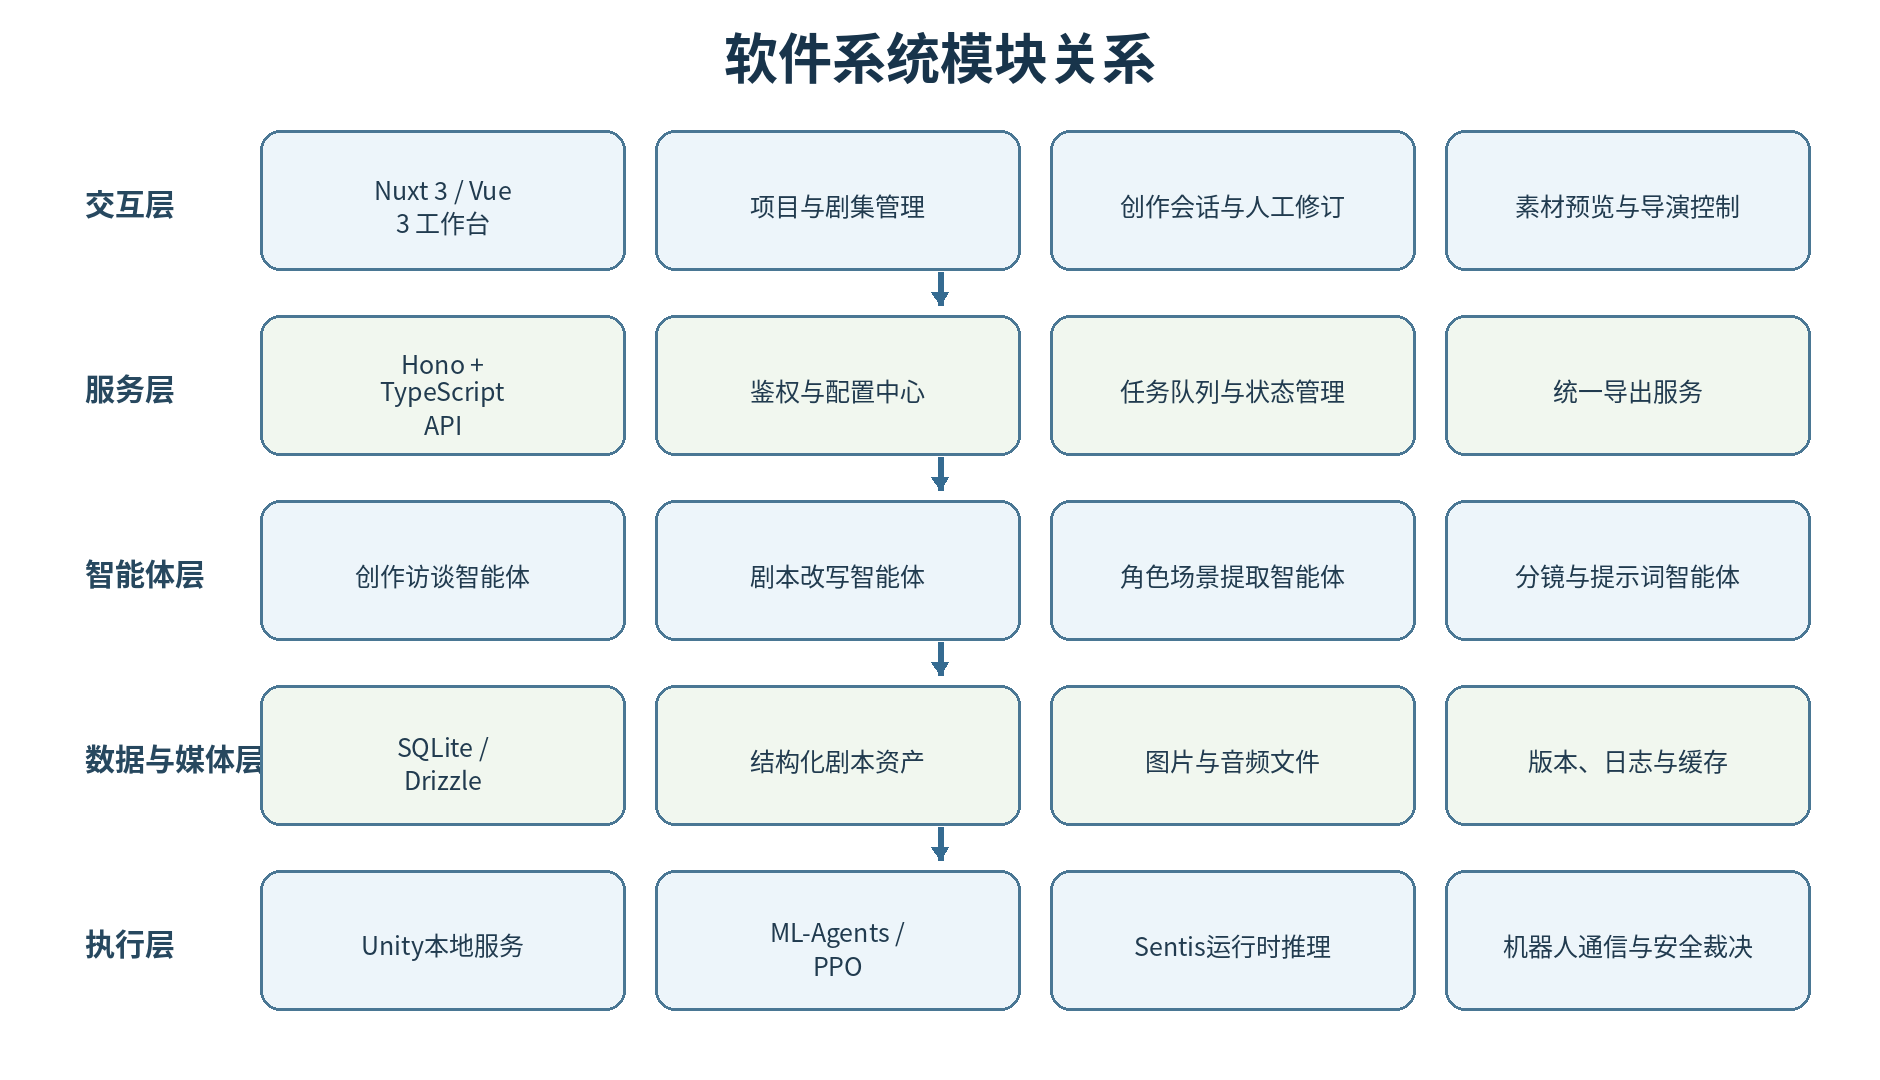 软件系统模块关系
交互层
Nuxt 3 / Vue
3 工作台
项目与剧集管理
创作会话与人工修订
素材预览与导演控制
服务层
Hono +
TypeScript
API
鉴权与配置中心
任务队列与状态管理
统一导出服务
智能体层
创作访谈智能体
剧本改写智能体
角色场景提取智能体
分镜与提示词智能体
数据与媒体层
SQLite /
Drizzle
结构化剧本资产
图片与音频文件
版本、日志与缓存
执行层
Unity本地服务
ML-Agents /
PPO
Sentis运行时推理
机器人通信与安全裁决